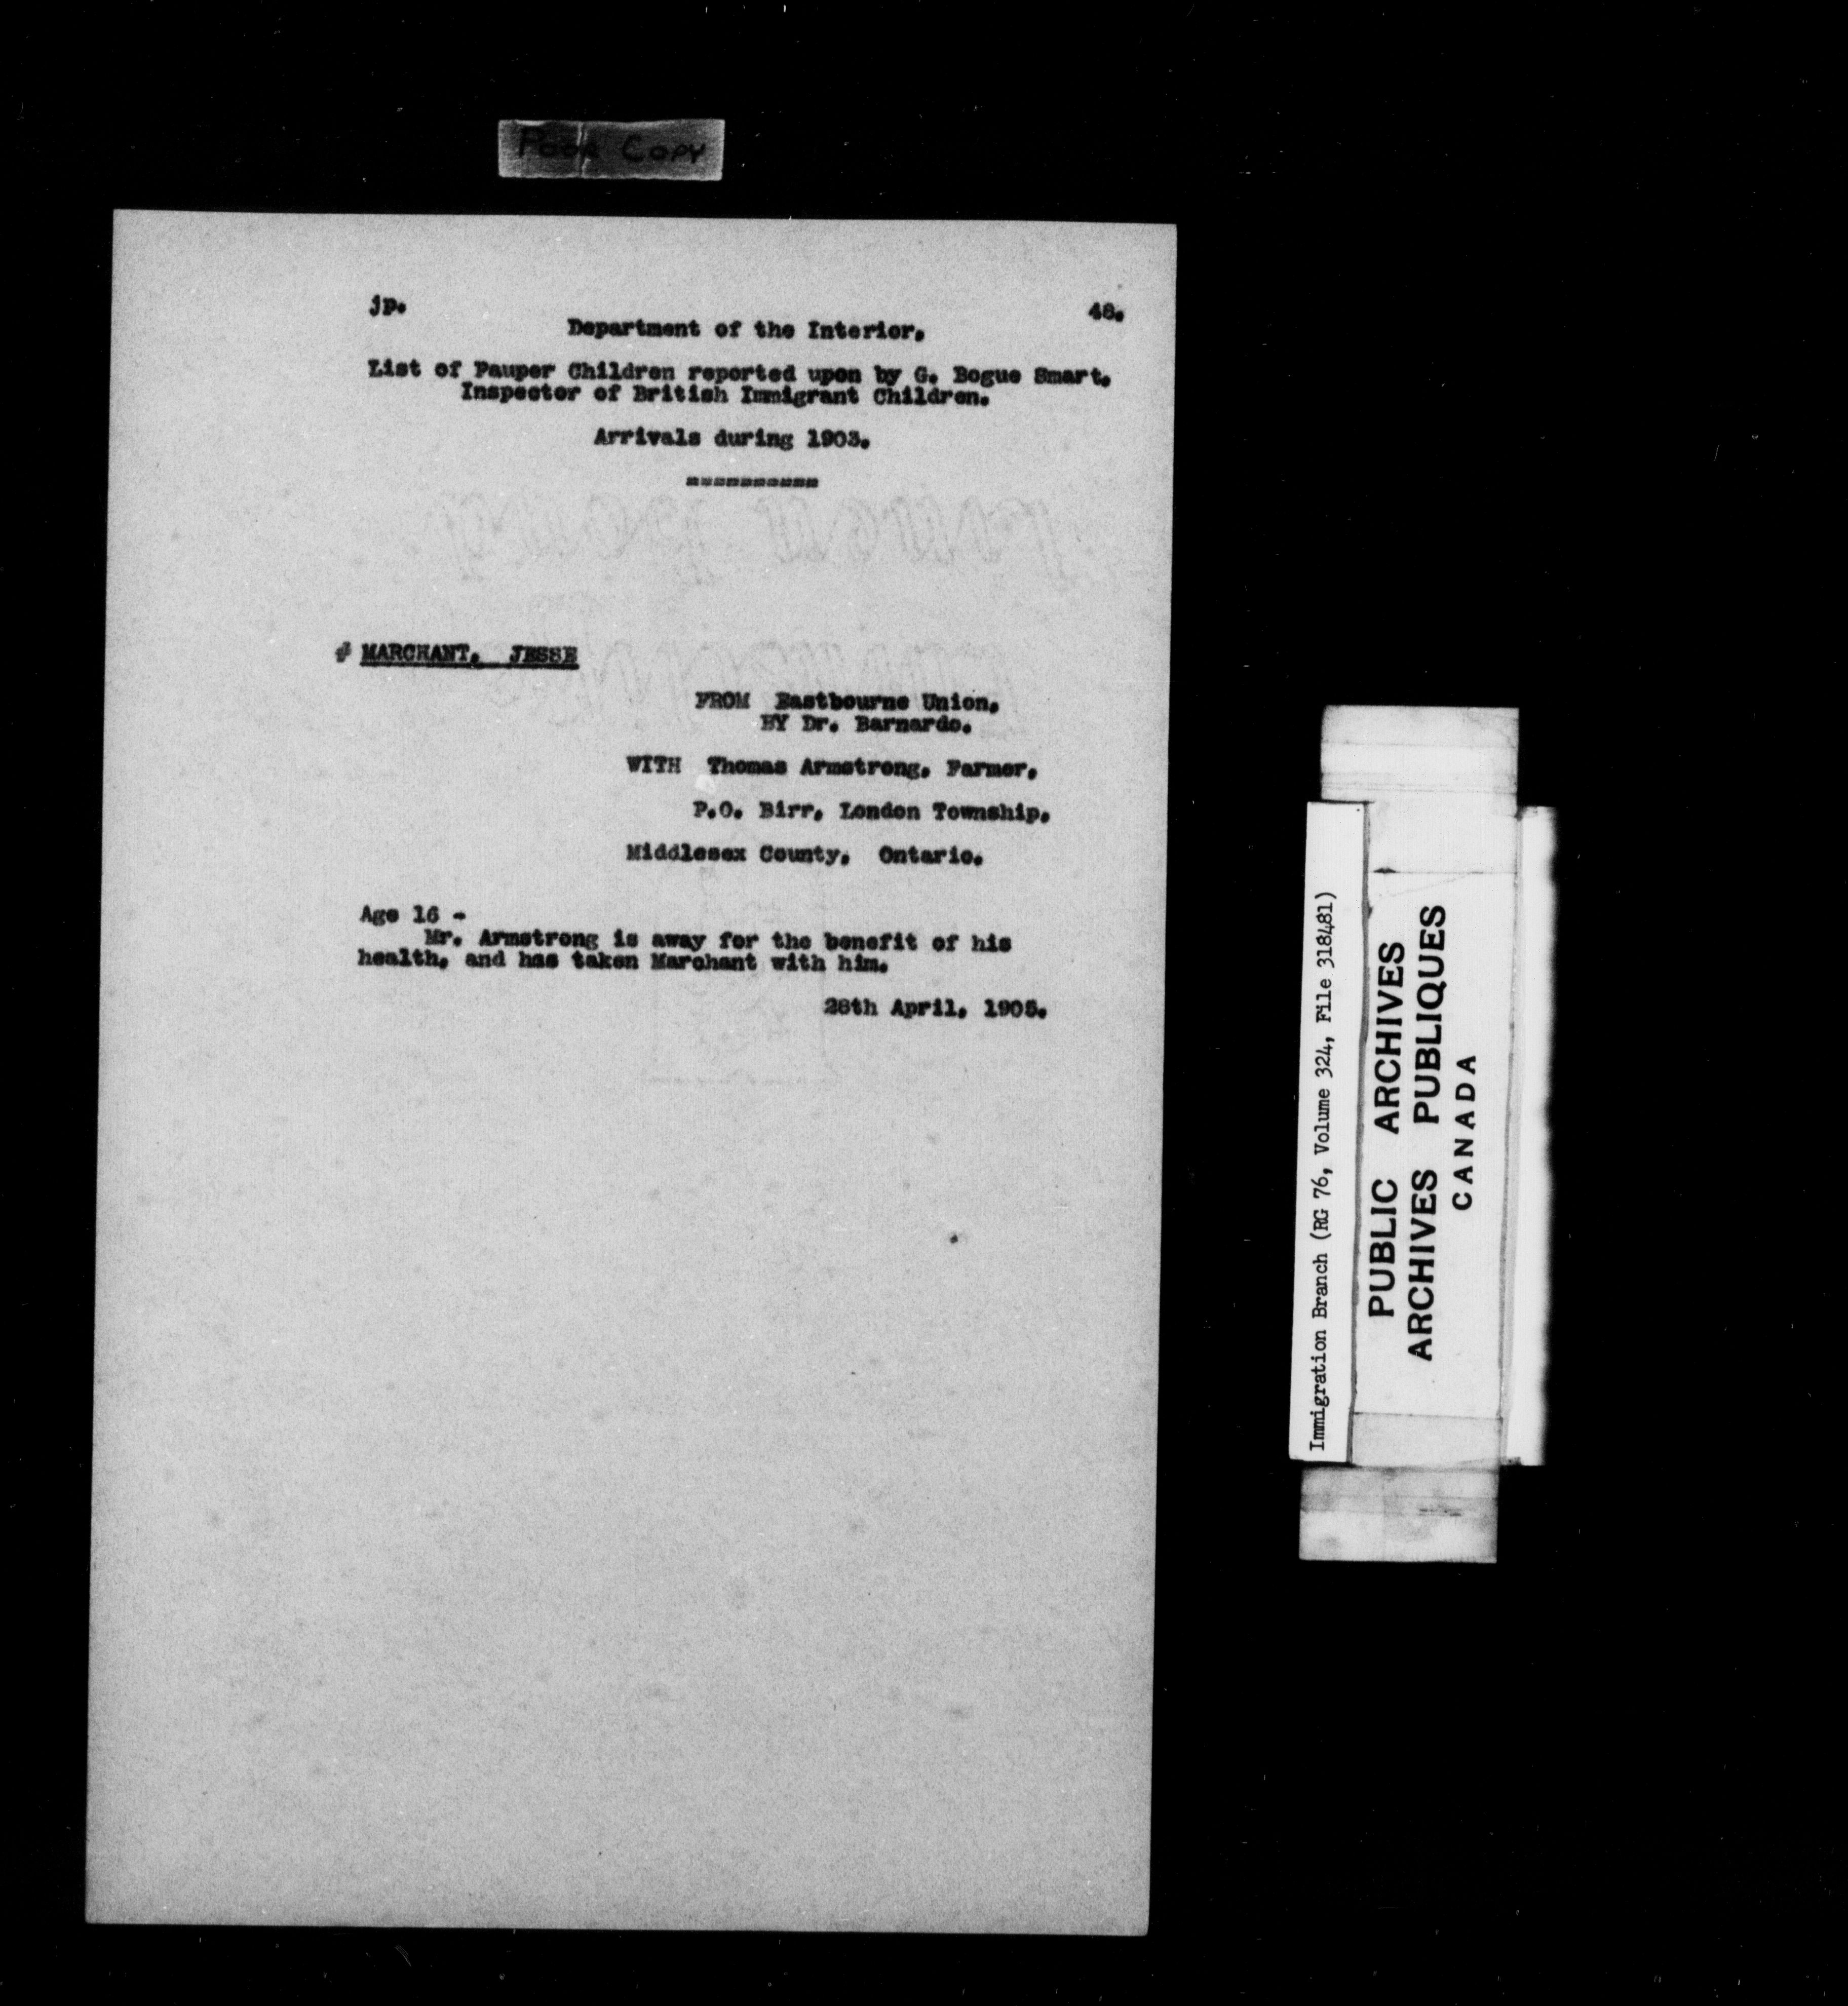 Poor Copy
jp.
48.
Department of the Interior.
List of Pauper Children reported upon by G. Bogue Smart,
Inspector of British Immigrant Children.
Arrivals during 1903.
==========
MARCHANT, JESSE
FROM Eastbourne Union,
BY Dr. Barnardo.
WITH Thomas Armstrong, Farmer,
P.O. Birr, London Township,
Middlesex County, Ontario.
Age 16 -
Mr. Armstrong is away for the benefit of his
health, and has taken Marchant with him.
28th April, 1905.
Immigration Branch (RG 76, Volume 324, File 318481)
PUBLIC ARCHIVES
ARCHIVES PUBLIQUES
CANADA